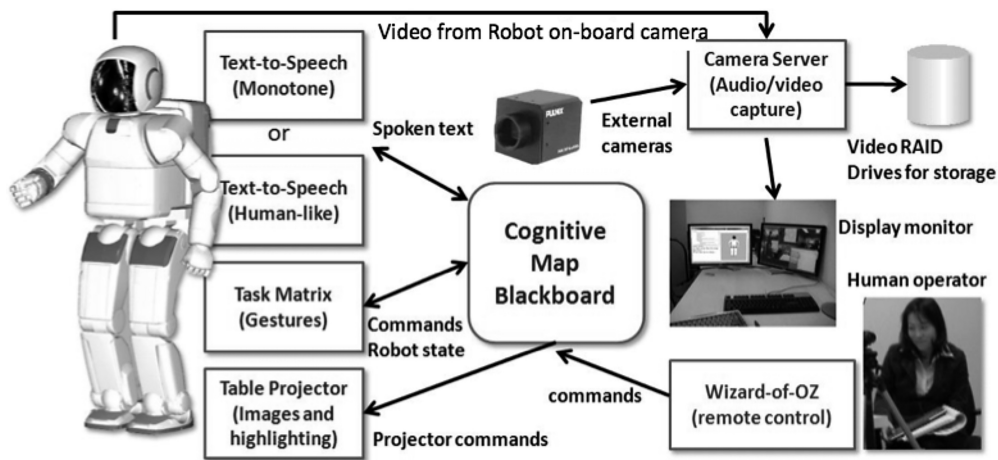 Video from Robot on-board camera
Text-to-Speech
(Monotone)
or
Text-to-Speech
(Human-like)
Task Matrix
(Gestures)
Table Projector
(Images and
highlighting)
Spoken text
Commands
Robot state
Projector commands
Cognitive
Map
Blackboard
PULNiX
External
cameras
Camera Server
(Audio/video
capture)
Video RAID
Drives for storage
Display monitor
Human operator
commands
Wizard-of-OZ
(remote control)